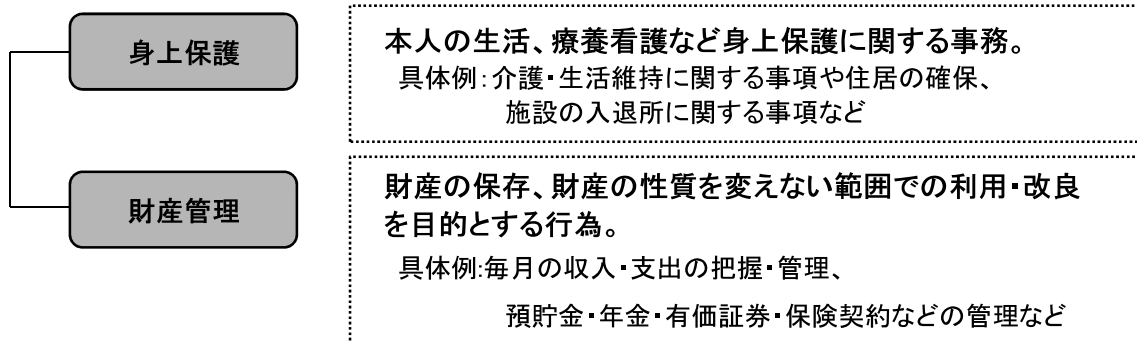 身上保護
本人の生活、療養看護など身上保護に関する事務。
具体例：介護・生活維持に関する事項や住居の確保、
施設の入退所に関する事項など
財産管理
財産の保存、財産の性質を変えない範囲での利用・改良
を目的とする行為。
具体例:毎月の収入・支出の把握・管理、
預貯金・年金・有価証券・保険契約などの管理など